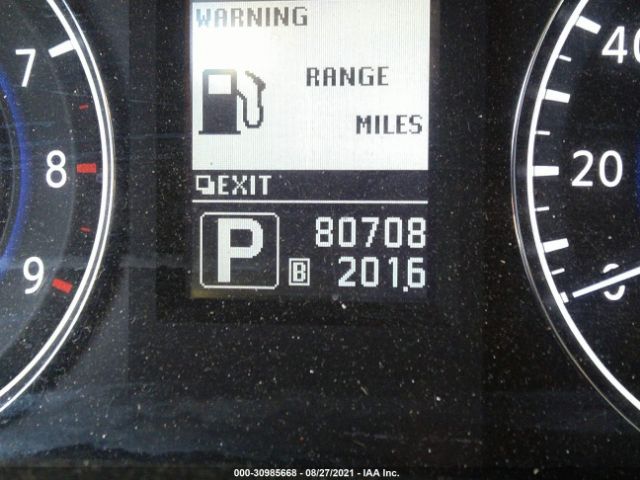 WARNING
RANGE
MILES
EXIT
P
80708
B 201.6
7
8
9
40
20
0
000-30985668 - 08/27/2021 - IAA Inc.